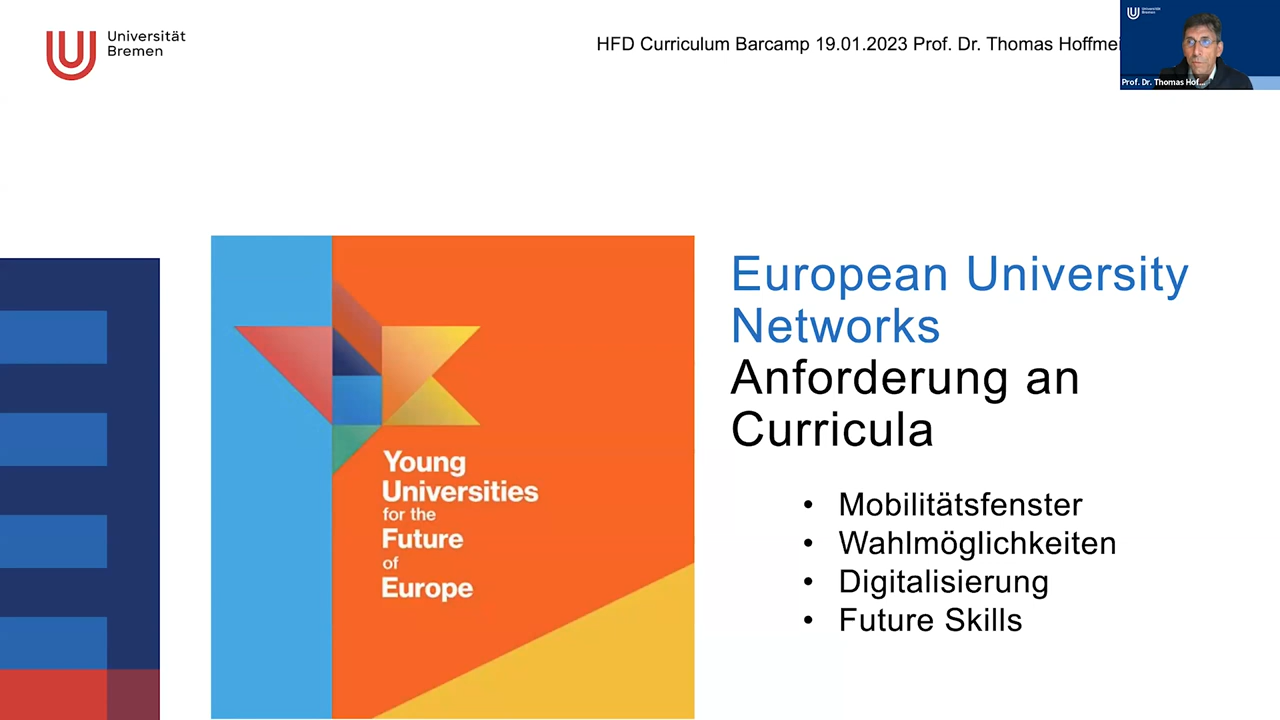 Universität
Bremen
HFD Curriculum Barcamp 19.01.2023 Prof. Dr. Thomas Hoffmei
Universität
Bremen
Prof. Dr. Thomas Hof...
European University
Networks
Anforderung an
Curricula
Young
Universities
for the
Future
of
Europe
• Mobilitätsfenster
• Wahlmöglichkeiten
• Digitalisierung
• Future Skills